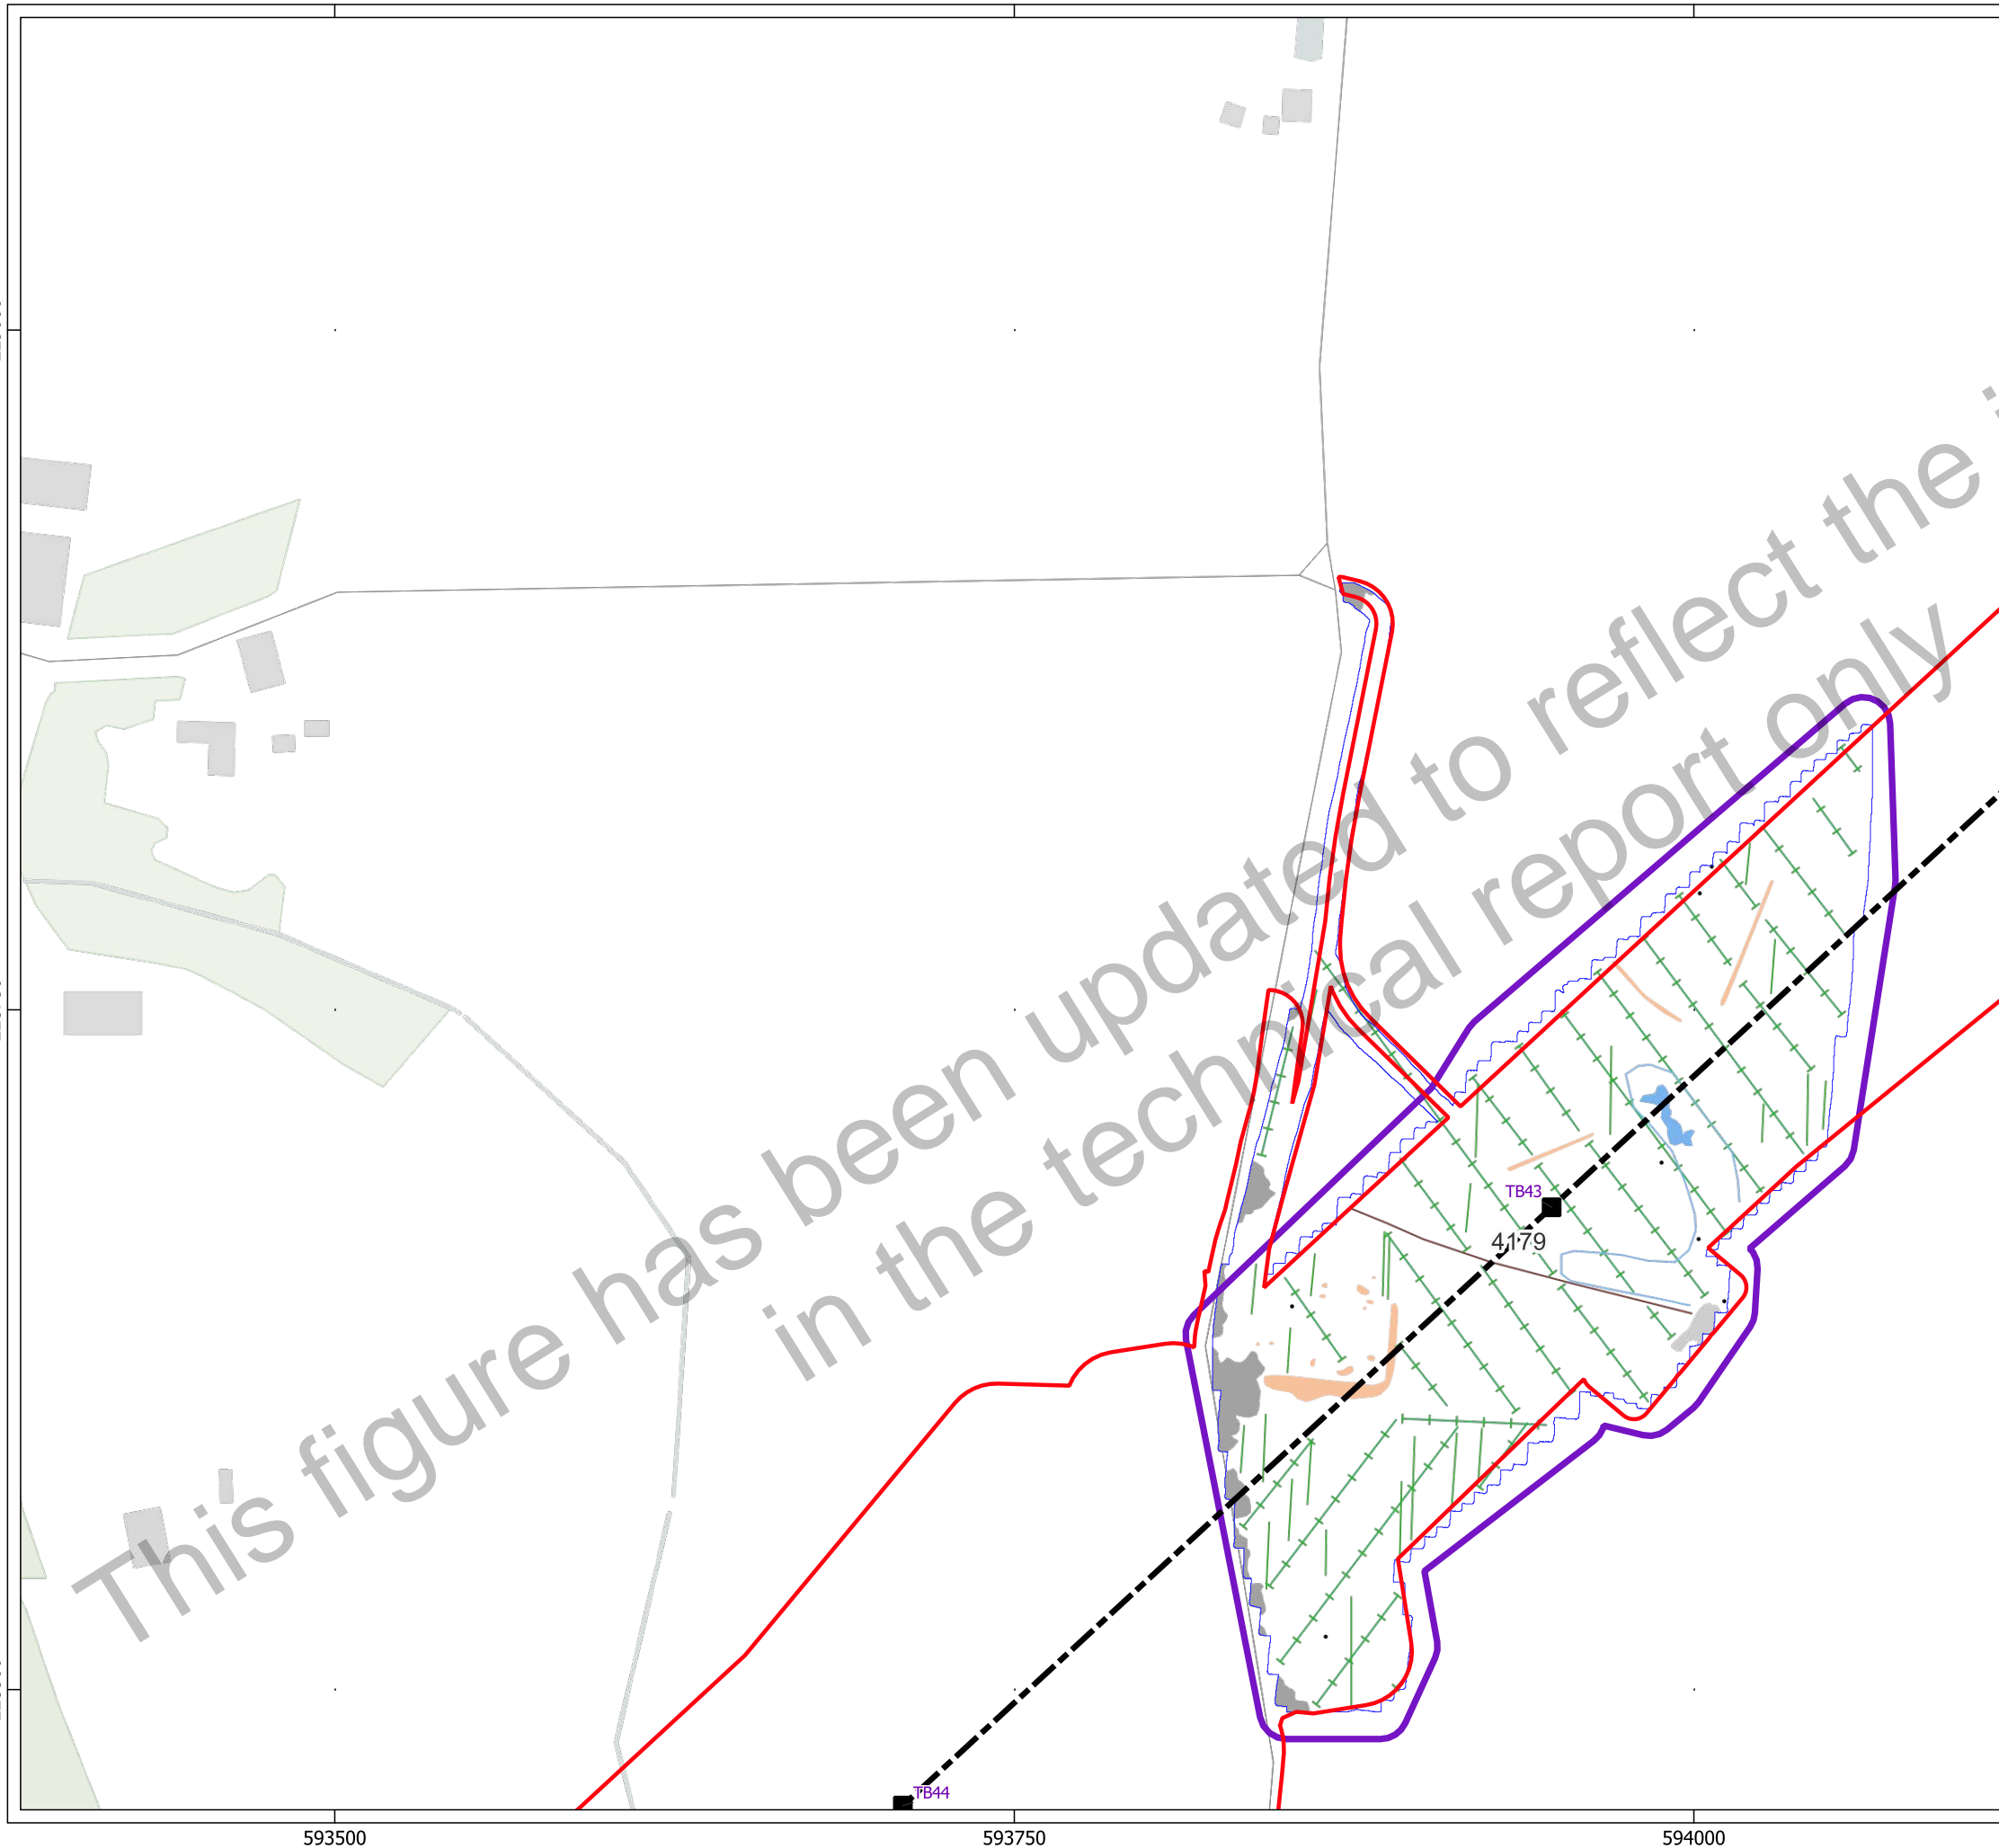 This figure has been updated to reflect the
in the technical report only
TB43
4179
TB44
593500
593750
594000